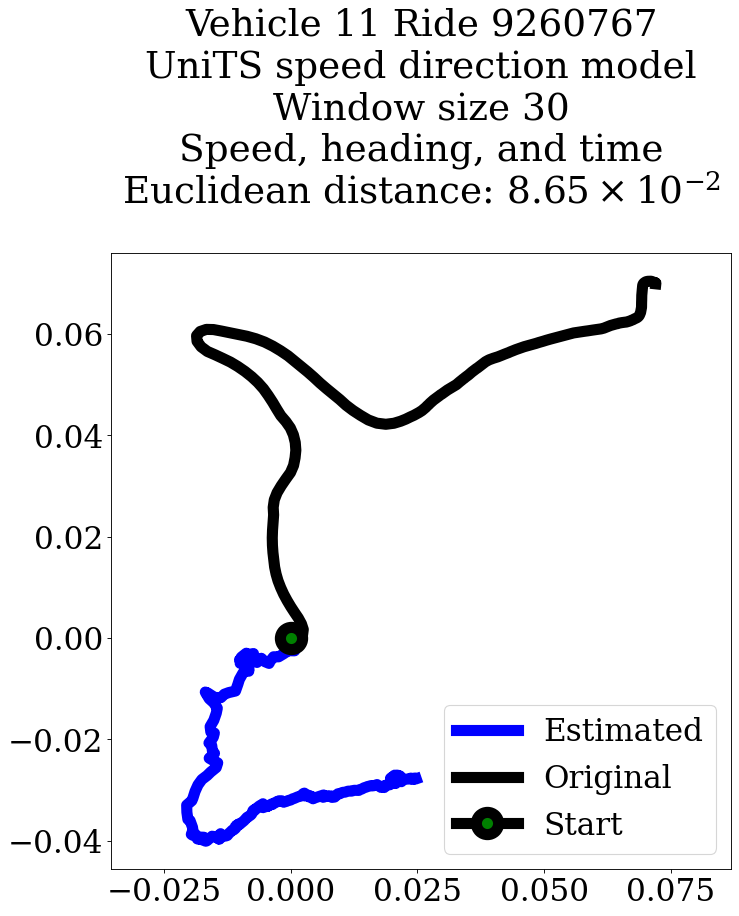 Vehicle 11 Ride 9260767
UniTS speed direction model
Window size 30
Speed, heading, and time
Euclidean distance: 8.65 × 10⁻²
0.06
0.04
0.02
0.00
−0.02
−0.04
Estimated
Original
Start
−0.025 0.000 0.025 0.050 0.075